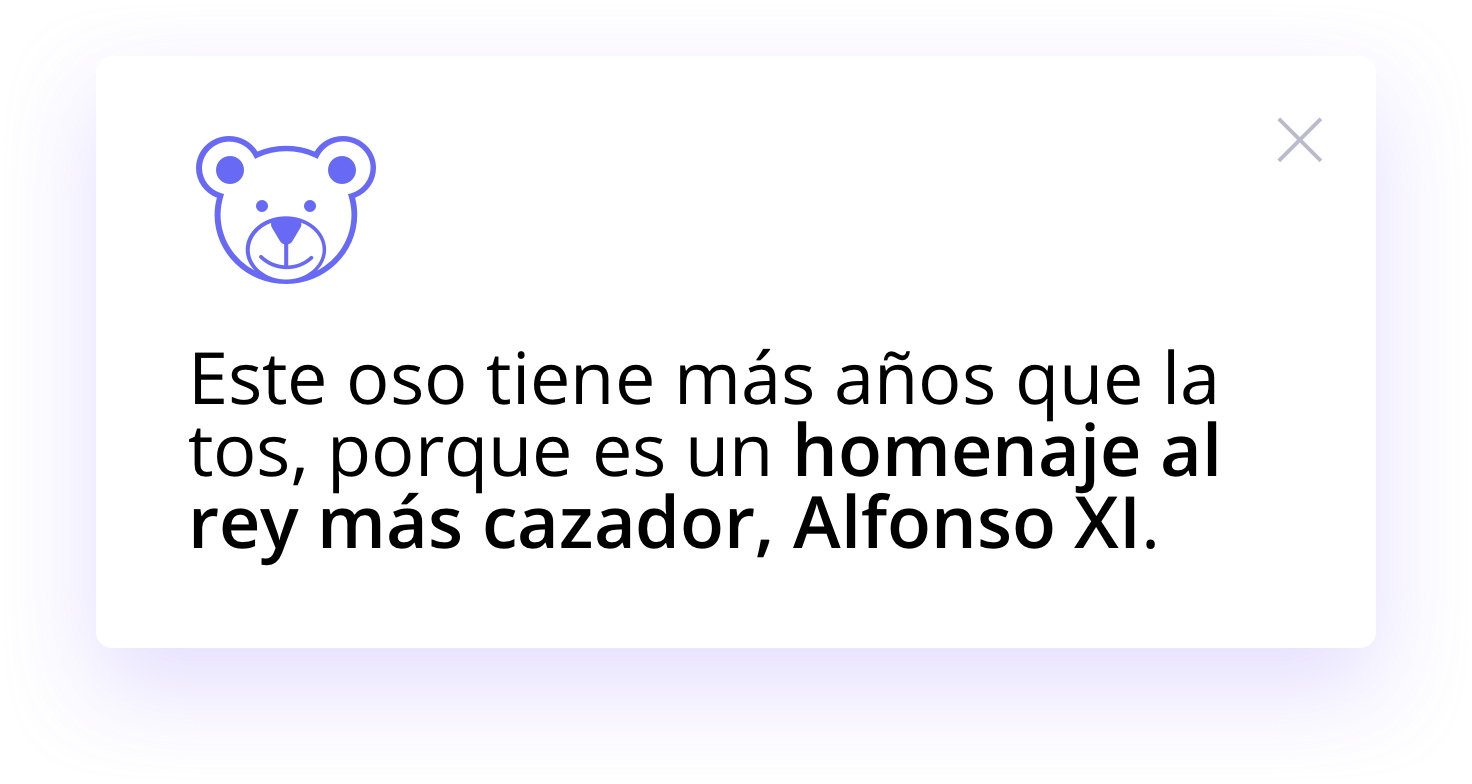 Este oso tiene más años que la
tos, porque es un homenaje al
rey más cazador, Alfonso XI.